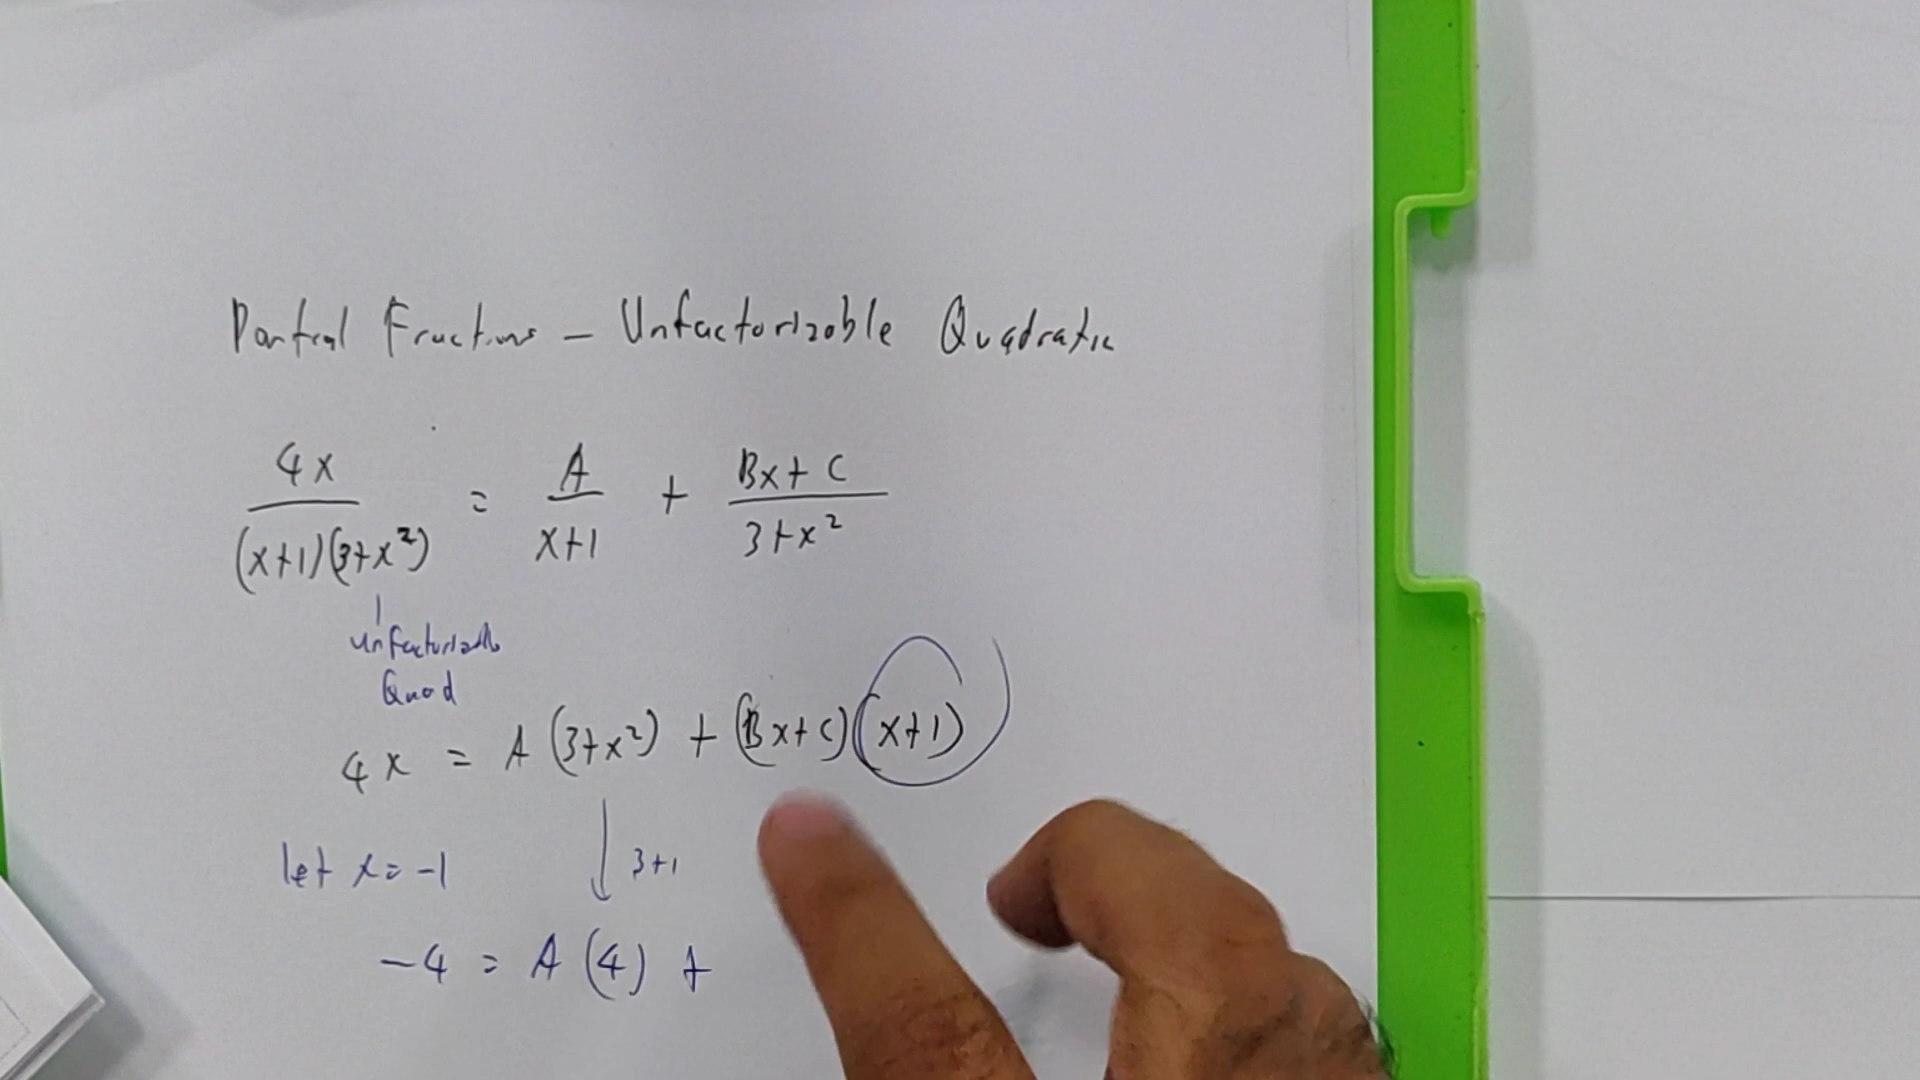 Partial Fractions - Unfactorizable Quadratic
4x / (x+1)(3+x²) = A / x+1 + Bx+C / 3+x²
unfactorizable
Quad
4x = A(3+x²) + (Bx+C)(x+1)
let x=-1 3+1
-4 = A(4) +